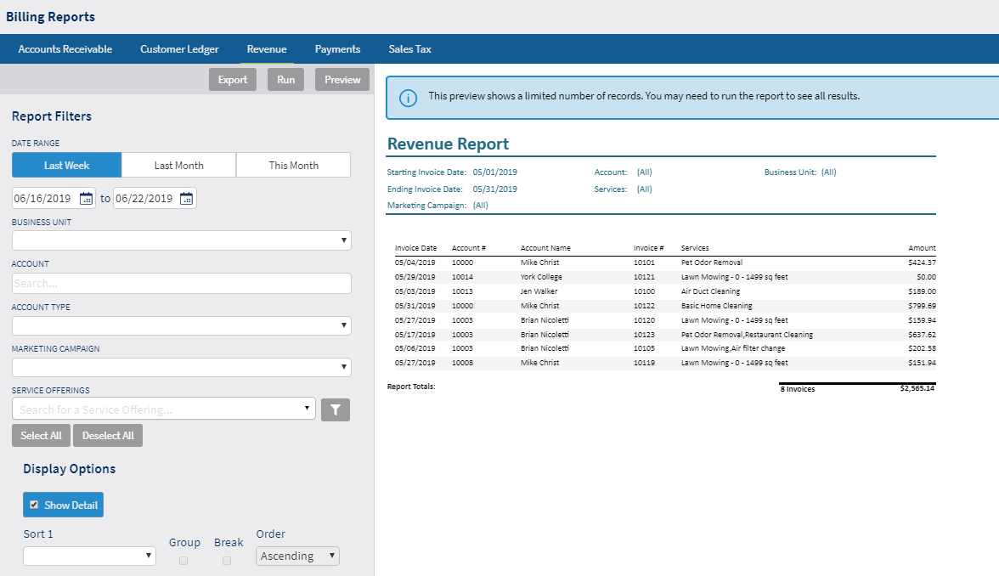 Billing Reports
Accounts Receivable Customer Ledger Revenue Payments Sales Tax
Export Run Preview
Report Filters
DATE RANGE
Last Week Last Month This Month
06/16/2019 to 06/22/2019
BUSINESS UNIT
ACCOUNT
Search...
ACCOUNT TYPE
MARKETING CAMPAIGN
SERVICE OFFERINGS
Search for a Service Offering...
Select All Deselect All
Display Options
Show Detail
Sort 1 Group Break Order
Ascending
This preview shows a limited number of records. You may need to run the report to see all results.
Revenue Report
Starting Invoice Date: 05/01/2019 Account: (All) Business Unit: (All)
Ending Invoice Date: 05/31/2019 Services: (All)
Marketing Campaign: (All)
Invoice Date Account # Account Name Invoice # Services Amount
05/04/2019 10000 Mike Christ 10101 Pet Odor Removal $424.37
05/29/2019 10014 York College 10121 Lawn Mowing - 0 - 1499 sq feet $0.00
05/03/2019 10013 Jen Walker 10100 Air Duct Cleaning $189.00
05/31/2019 10000 Mike Christ 10122 Basic Home Cleaning $799.69
05/27/2019 10003 Brian Nicoletti 10120 Lawn Mowing - 0 - 1499 sq feet $159.94
05/17/2019 10003 Brian Nicoletti 10123 Pet Odor Removal,Restaurant Cleaning $637.62
05/06/2019 10003 Brian Nicoletti 10105 Lawn Mowing,Air filter change $202.58
05/27/2019 10008 Mike Christ 10119 Lawn Mowing - 0 - 1499 sq feet $151.94
Report Totals: 8 Invoices $2,565.14